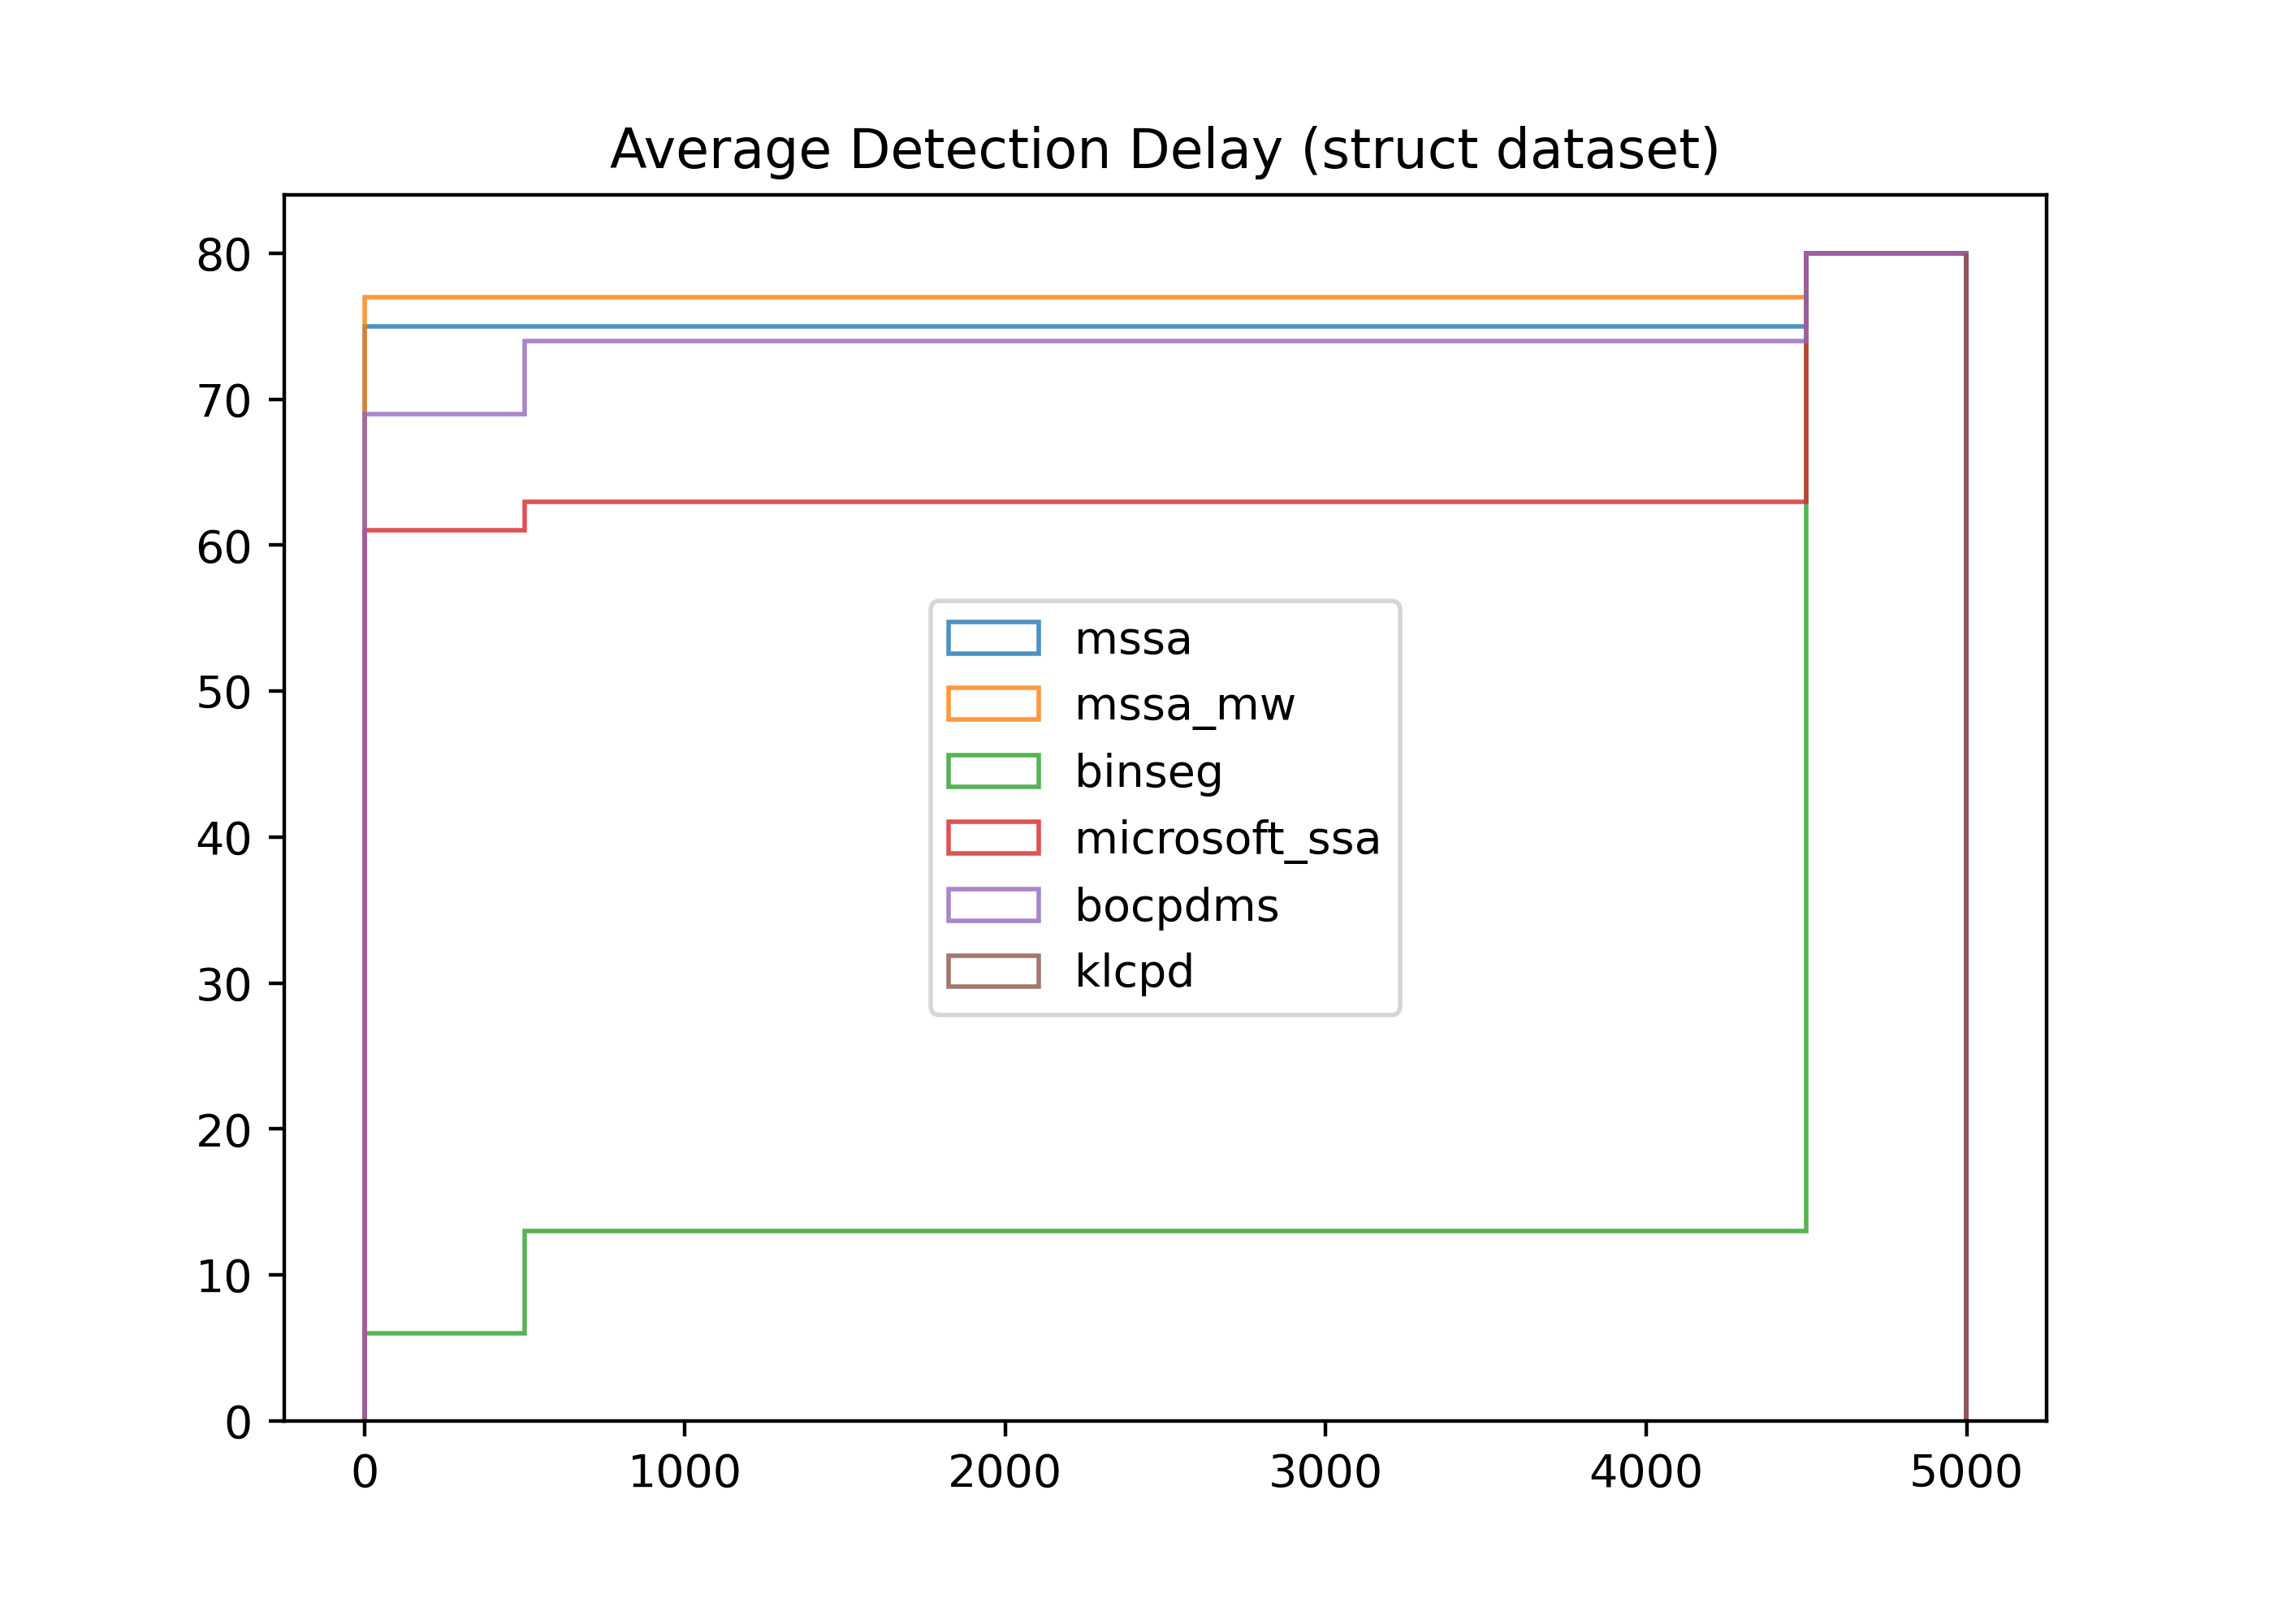 Average Detection Delay (struct dataset)
80
70
60
50
40
30
20
10
0
mssa
mssa_mw
binseg
microsoft_ssa
bocpdms
klcpd
0 1000 2000 3000 4000 5000